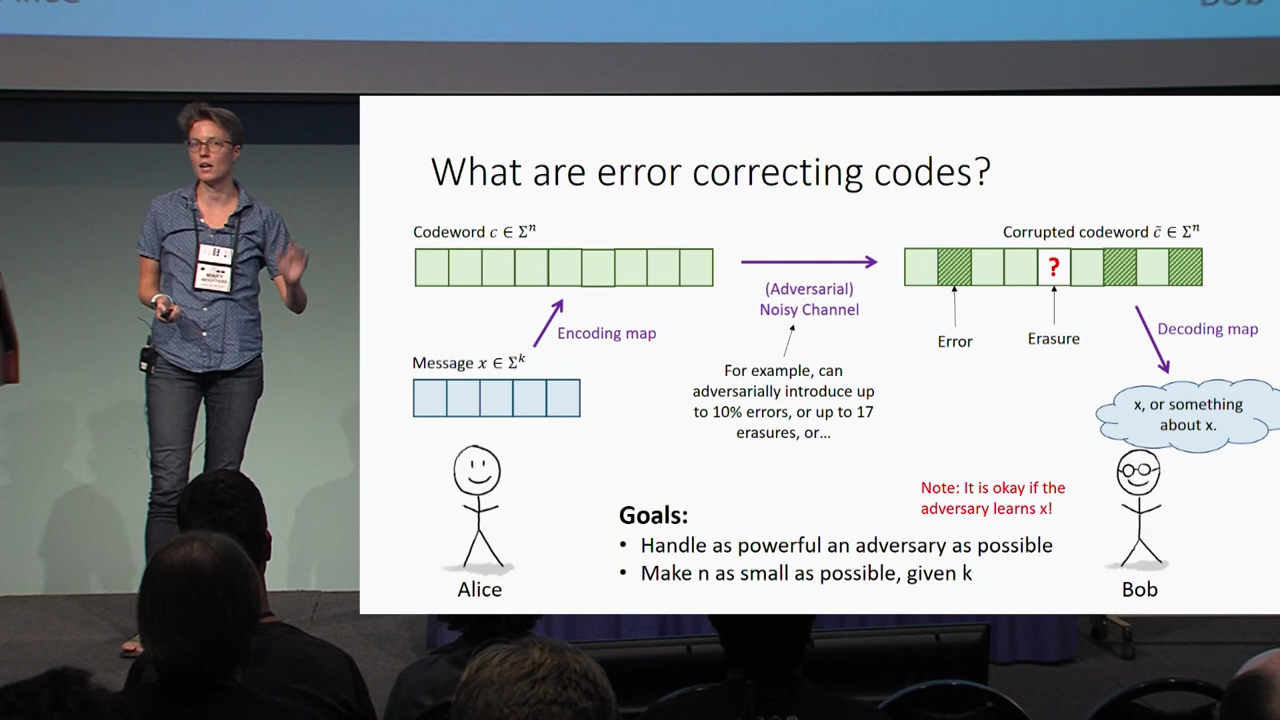 What are error correcting codes?
Codeword c ∈ Σⁿ
Corrupted codeword c̃ ∈ Σⁿ
?
(Adversarial)
Noisy Channel
Encoding map
Error
Erasure
Decoding map
Message x ∈ Σᵏ
For example, can
adversarially introduce up
to 10% errors, or up to 17
erasures, or…
x, or something
about x.
Note: It is okay if the
adversary learns x!
Goals:
• Handle as powerful an adversary as possible
• Make n as small as possible, given k
Alice
Bob
MARY